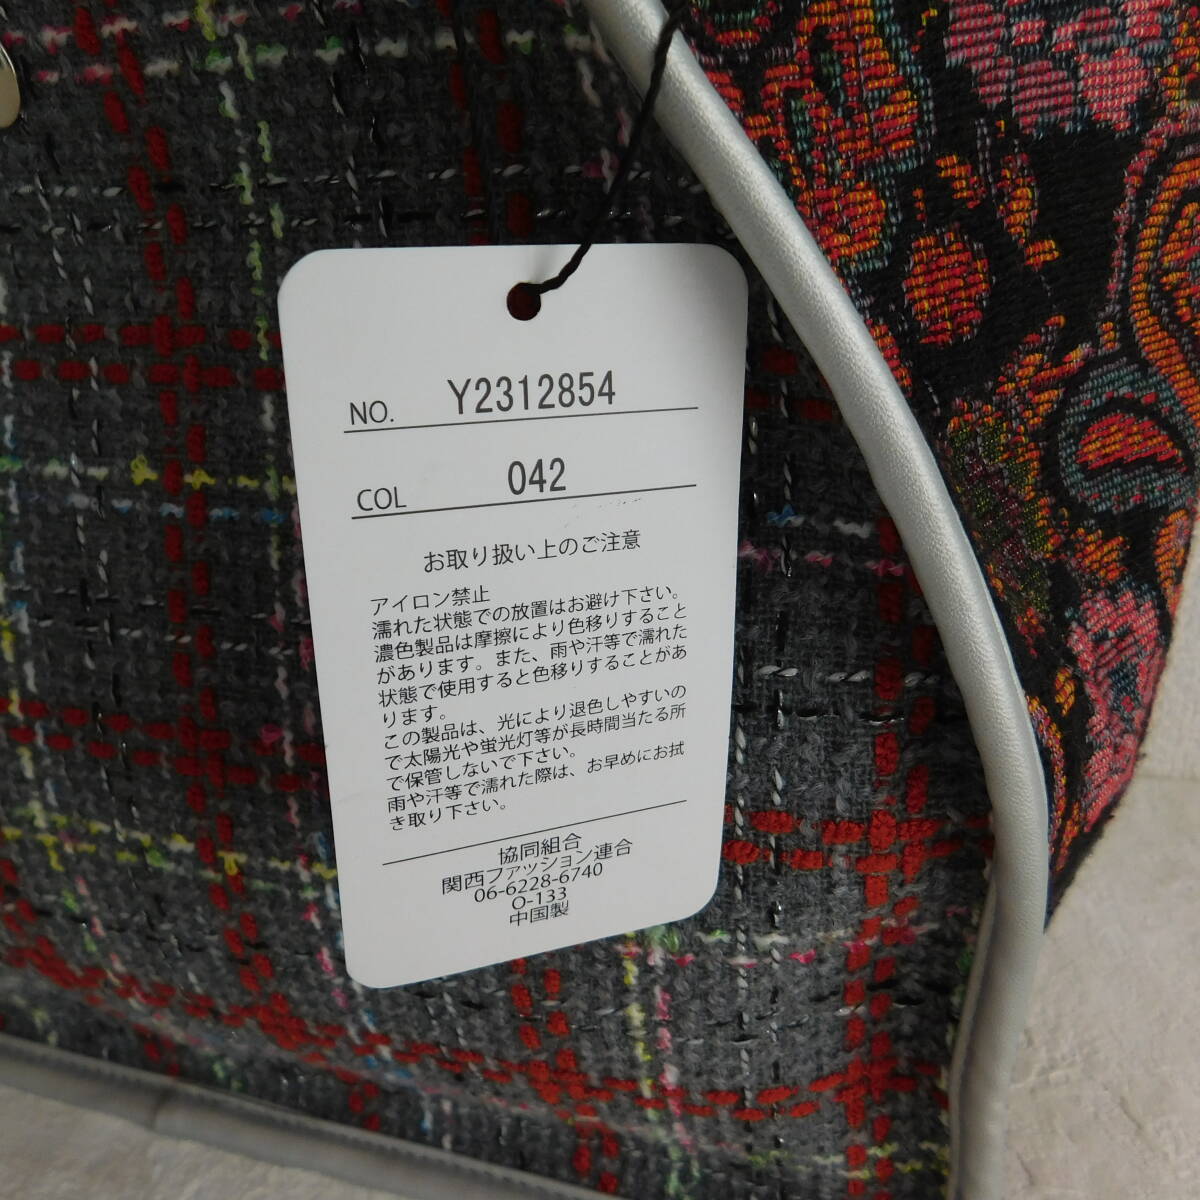 NO. Y2312854
COL 042
お取り扱い上のご注意
アイロン禁止
濡れた状態での放置はお避け下さい。
濃色製品は摩擦により色移りすること
があります。また、雨や汗等で濡れた
状態で使用すると色移りすることがあ
ります。
この製品は、光により退色しやすいの
で太陽光や蛍光灯等が長時間当たる所
で保管しないで下さい。
雨や汗等で濡れた際は、お早めにお拭
き取り下さい。
協同組合
関西ファッション連合
06-6228-6740
O-133
中国製